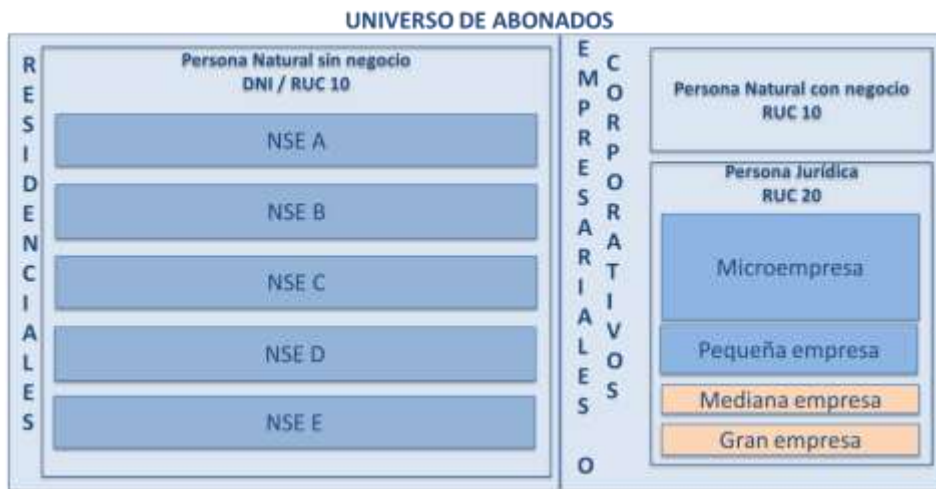 UNIVERSO DE ABONADOS
RESIDENCIALES
Persona Natural sin negocio
DNI / RUC 10
NSE A
NSE B
NSE C
NSE D
NSE E
EMPRESARIALES O
CORPORATIVOS
Persona Natural con negocio
RUC 10
Persona Jurídica
RUC 20
Microempresa
Pequeña empresa
Mediana empresa
Gran empresa